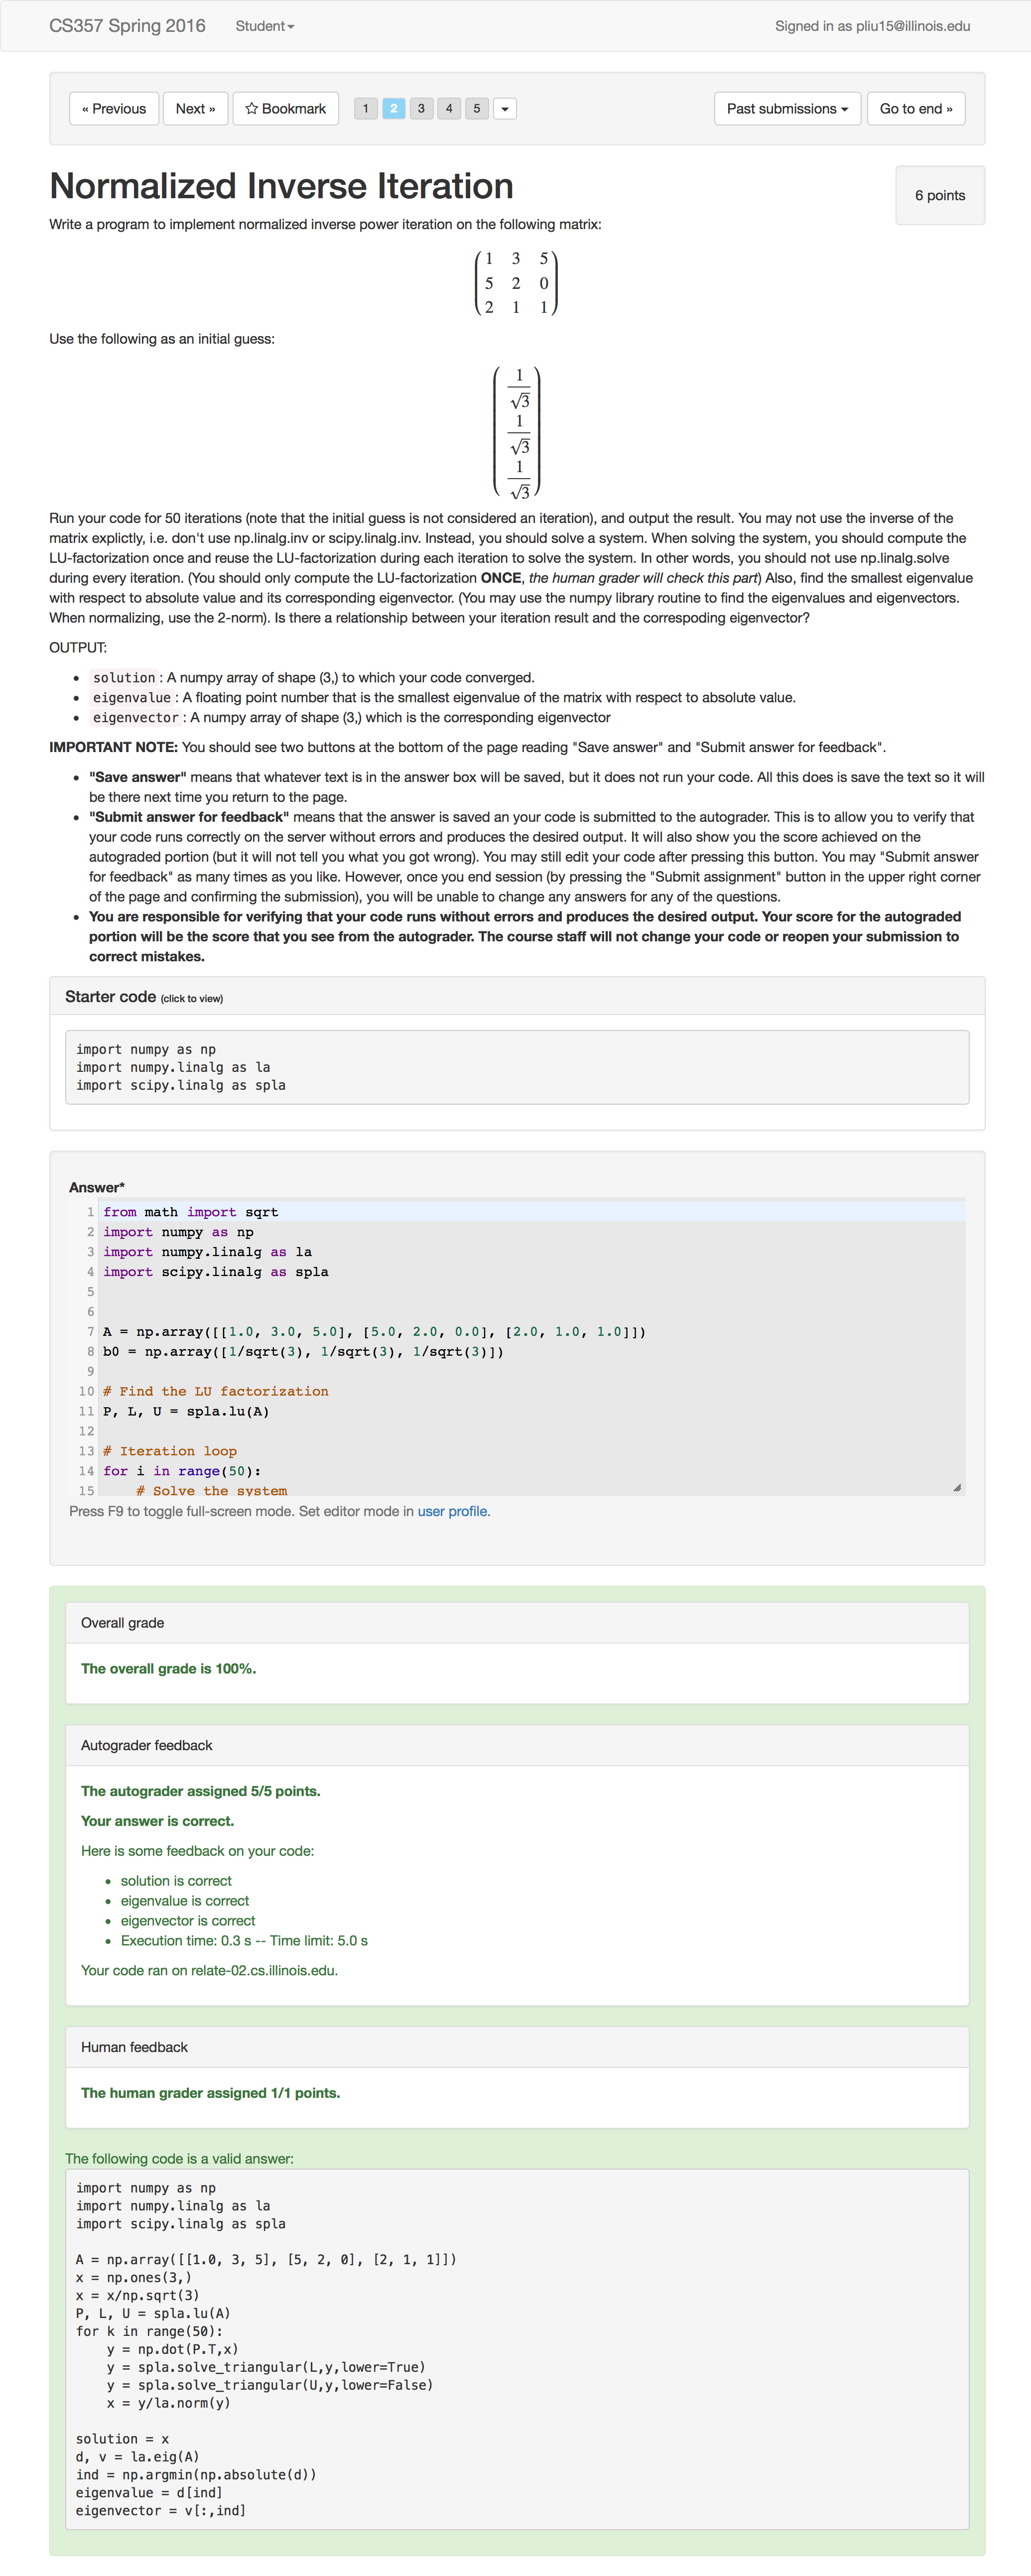 CS357 Spring 2016 Student Signed in as pliu15@illinois.edu
« Previous Next » Bookmark 1 2 3 4 5 Past submissions Go to end »
Normalized Inverse Iteration
6 points
Write a program to implement normalized inverse power iteration on the following matrix:
1 3 5
5 2 0
2 1 1
Use the following as an initial guess:
1
√3
1
√3
1
√3
Run your code for 50 iterations (note that the initial guess is not considered an iteration), and output the result. You may not use the inverse of the
matrix explicitly, i.e. don't use np.linalg.inv or scipy.linalg.inv. Instead, you should solve a system. When solving the system, you should compute the
LU-factorization once and reuse the LU-factorization during each iteration to solve the system. In other words, you should not use np.linalg.solve
during every iteration. (You should only compute the LU-factorization ONCE, the human grader will check this part) Also, find the smallest eigenvalue
with respect to absolute value and its corresponding eigenvector. (You may use the numpy library routine to find the eigenvalues and eigenvectors.
When normalizing, use the 2-norm). Is there a relationship between your iteration result and the correspoding eigenvector?
OUTPUT:
• solution : A numpy array of shape (3,) to which your code converged.
• eigenvalue : A floating point number that is the smallest eigenvalue of the matrix with respect to absolute value.
• eigenvector : A numpy array of shape (3,) which is the corresponding eigenvector
IMPORTANT NOTE: You should see two buttons at the bottom of the page reading "Save answer" and "Submit answer for feedback".
• "Save answer" means that whatever text is in the answer box will be saved, but it does not run your code. All this does is save the text so it will
be there next time you return to the page.
• "Submit answer for feedback" means that the answer is saved an your code is submitted to the autograder. This is to allow you to verify that
your code runs correctly on the server without errors and produces the desired output. It will also show you the score achieved on the
autograded portion (but it will not tell you what you got wrong). You may still edit your code after pressing this button. You may "Submit answer
for feedback" as many times as you like. However, once you end session (by pressing the "Submit assignment" button in the upper right corner
of the page and confirming the submission), you will be unable to change any answers for any of the questions.
• You are responsible for verifying that your code runs without errors and produces the desired output. Your score for the autograded
portion will be the score that you see from the autograder. The course staff will not change your code or reopen your submission to
correct mistakes.
Starter code (click to view)
import numpy as np
import numpy.linalg as la
import scipy.linalg as spla
Answer*
1 from math import sqrt
2 import numpy as np
3 import numpy.linalg as la
4 import scipy.linalg as spla
5
6
7 A = np.array([[1.0, 3.0, 5.0], [5.0, 2.0, 0.0], [2.0, 1.0, 1.0]])
8 b0 = np.array([1/sqrt(3), 1/sqrt(3), 1/sqrt(3)])
9
10 # Find the LU factorization
11 P, L, U = spla.lu(A)
12
13 # Iteration loop
14 for i in range(50):
15     # Solve the system
Press F9 to toggle full-screen mode. Set editor mode in user profile.
Overall grade
The overall grade is 100%.
Autograder feedback
The autograder assigned 5/5 points.
Your answer is correct.
Here is some feedback on your code:
• solution is correct
• eigenvalue is correct
• eigenvector is correct
• Execution time: 0.3 s -- Time limit: 5.0 s
Your code ran on relate-02.cs.illinois.edu.
Human feedback
The human grader assigned 1/1 points.
The following code is a valid answer:
import numpy as np
import numpy.linalg as la
import scipy.linalg as spla
A = np.array([[1.0, 3, 5], [5, 2, 0], [2, 1, 1]])
x = np.ones(3,)
x = x/np.sqrt(3)
P, L, U = spla.lu(A)
for k in range(50):
    y = np.dot(P.T,x)
    y = spla.solve_triangular(L,y,lower=True)
    y = spla.solve_triangular(U,y,lower=False)
    x = y/la.norm(y)
solution = x
d, v = la.eig(A)
ind = np.argmin(np.absolute(d))
eigenvalue = d[ind]
eigenvector = v[:,ind]